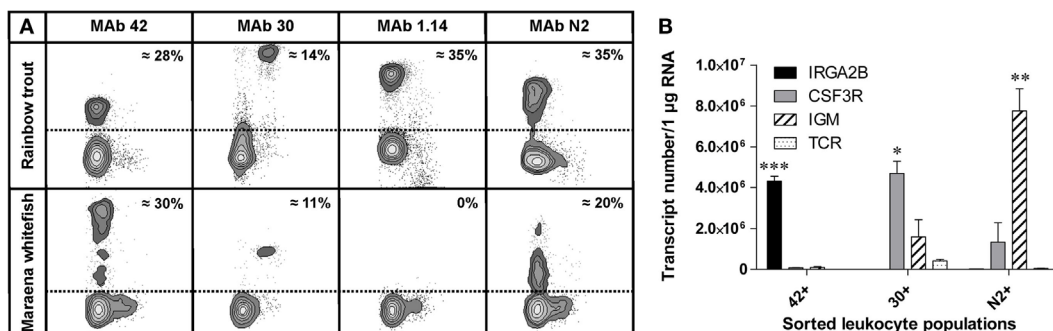 A
MAb 42
MAb 30
MAb 1.14
MAb N2
Rainbow trout
≈ 28%
≈ 14%
≈ 35%
≈ 35%
Maraena whitefish
≈ 30%
≈ 11%
0%
≈ 20%
B
Transcript number/1 µg RNA
1.0×10⁷
8.0×10⁶
6.0×10⁶
4.0×10⁶
2.0×10⁶
0
IRGA2B
CSF3R
IGM
TCR
***
*
**
42+
30+
N2+
Sorted leukocyte populations